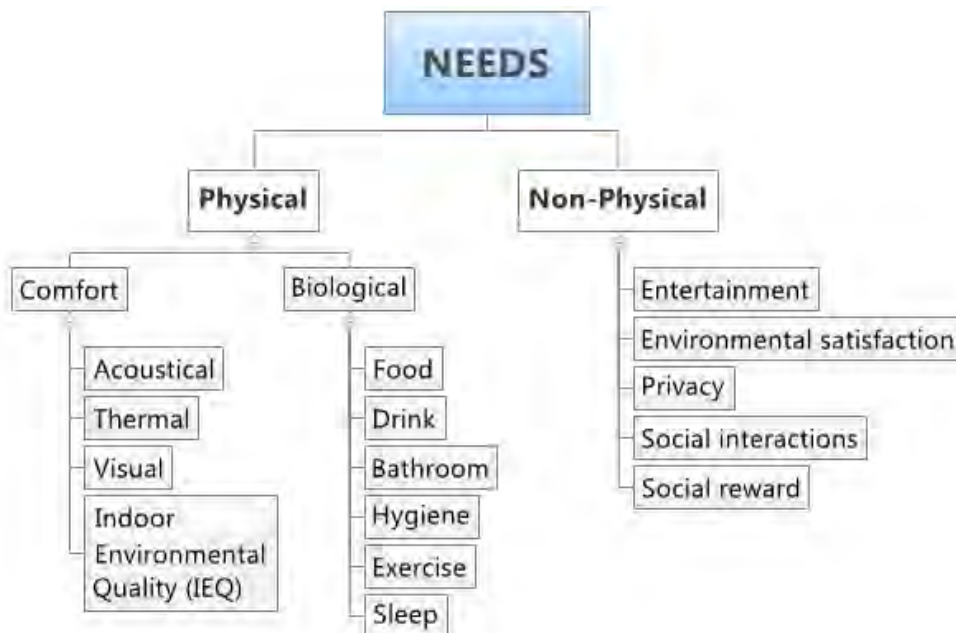 NEEDS
Physical
Non-Physical
Comfort
Biological
Acoustical
Thermal
Visual
Indoor
Environmental
Quality (IEQ)
Food
Drink
Bathroom
Hygiene
Exercise
Sleep
Entertainment
Environmental satisfaction
Privacy
Social interactions
Social reward